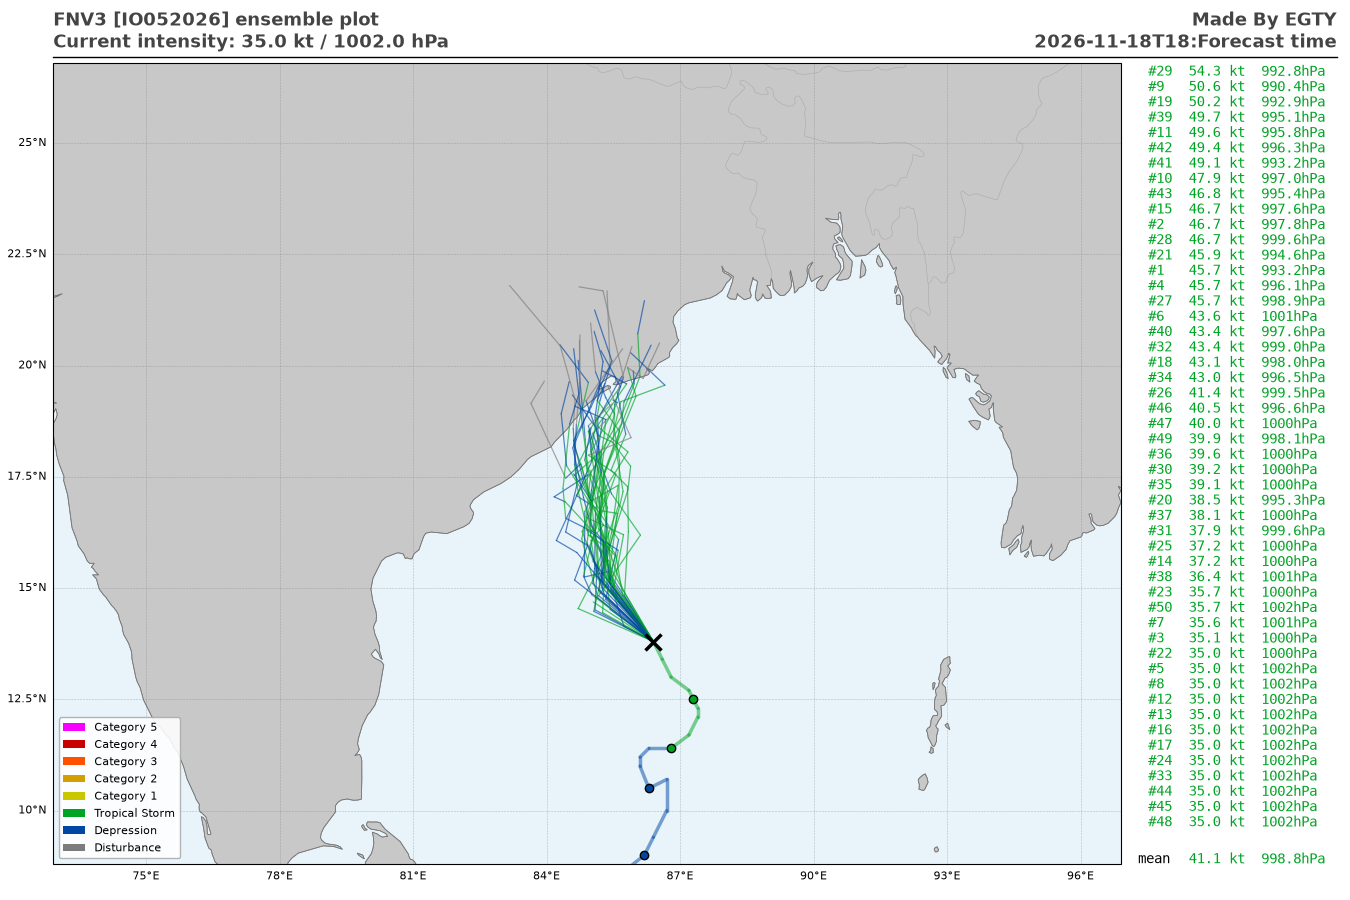 FNV3 [IO052026] ensemble plot
Made By EGTY
Current intensity: 35.0 kt / 1002.0 hPa
2026-11-18T18:Forecast time
#29 54.3 kt 992.8hPa
#9 50.6 kt 990.4hPa
#19 50.2 kt 992.9hPa
#39 49.7 kt 995.1hPa
#11 49.6 kt 995.8hPa
#42 49.4 kt 996.3hPa
#41 49.1 kt 993.2hPa
#10 47.9 kt 997.0hPa
#43 46.8 kt 995.4hPa
#15 46.7 kt 997.6hPa
#2 46.7 kt 997.8hPa
#28 46.7 kt 999.6hPa
#21 45.9 kt 994.6hPa
#1 45.7 kt 993.2hPa
#4 45.7 kt 996.1hPa
#27 45.7 kt 998.9hPa
#6 43.6 kt 1001hPa
#40 43.4 kt 997.6hPa
#32 43.4 kt 999.0hPa
#18 43.1 kt 998.0hPa
#34 43.0 kt 996.5hPa
#26 41.4 kt 999.5hPa
#46 40.5 kt 996.6hPa
#47 40.0 kt 1000hPa
#49 39.9 kt 998.1hPa
#36 39.6 kt 1000hPa
#30 39.2 kt 1000hPa
#35 39.1 kt 1000hPa
#20 38.5 kt 995.3hPa
#37 38.1 kt 1000hPa
#31 37.9 kt 999.6hPa
#25 37.2 kt 1000hPa
#14 37.2 kt 1000hPa
#38 36.4 kt 1001hPa
#23 35.7 kt 1000hPa
#50 35.7 kt 1002hPa
#7 35.6 kt 1001hPa
#3 35.1 kt 1000hPa
#22 35.0 kt 1000hPa
#5 35.0 kt 1002hPa
#8 35.0 kt 1002hPa
#12 35.0 kt 1002hPa
#13 35.0 kt 1002hPa
#16 35.0 kt 1002hPa
#17 35.0 kt 1002hPa
#24 35.0 kt 1002hPa
#33 35.0 kt 1002hPa
#44 35.0 kt 1002hPa
#45 35.0 kt 1002hPa
#48 35.0 kt 1002hPa
mean 41.1 kt 998.8hPa
25°N
22.5°N
20°N
17.5°N
15°N
12.5°N
10°N
Category 5
Category 4
Category 3
Category 2
Category 1
Tropical Storm
Depression
Disturbance
75°E 78°E 81°E 84°E 87°E 90°E 93°E 96°E